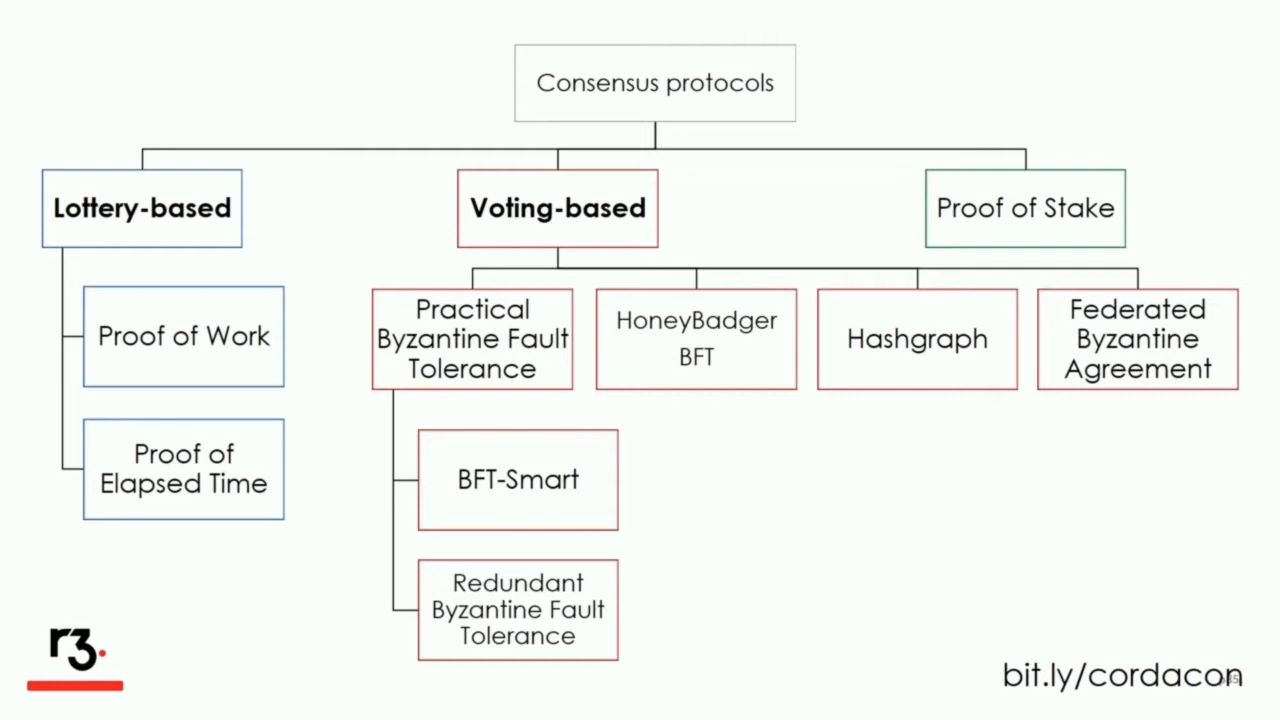 Consensus protocols
Lottery-based
Voting-based
Proof of Stake
Proof of Work
Proof of
Elapsed Time
Practical
Byzantine Fault
Tolerance
HoneyBadger
BFT
Hashgraph
Federated
Byzantine
Agreement
BFT-Smart
Redundant
Byzantine Fault
Tolerance
r3.
bit.ly/cordacon